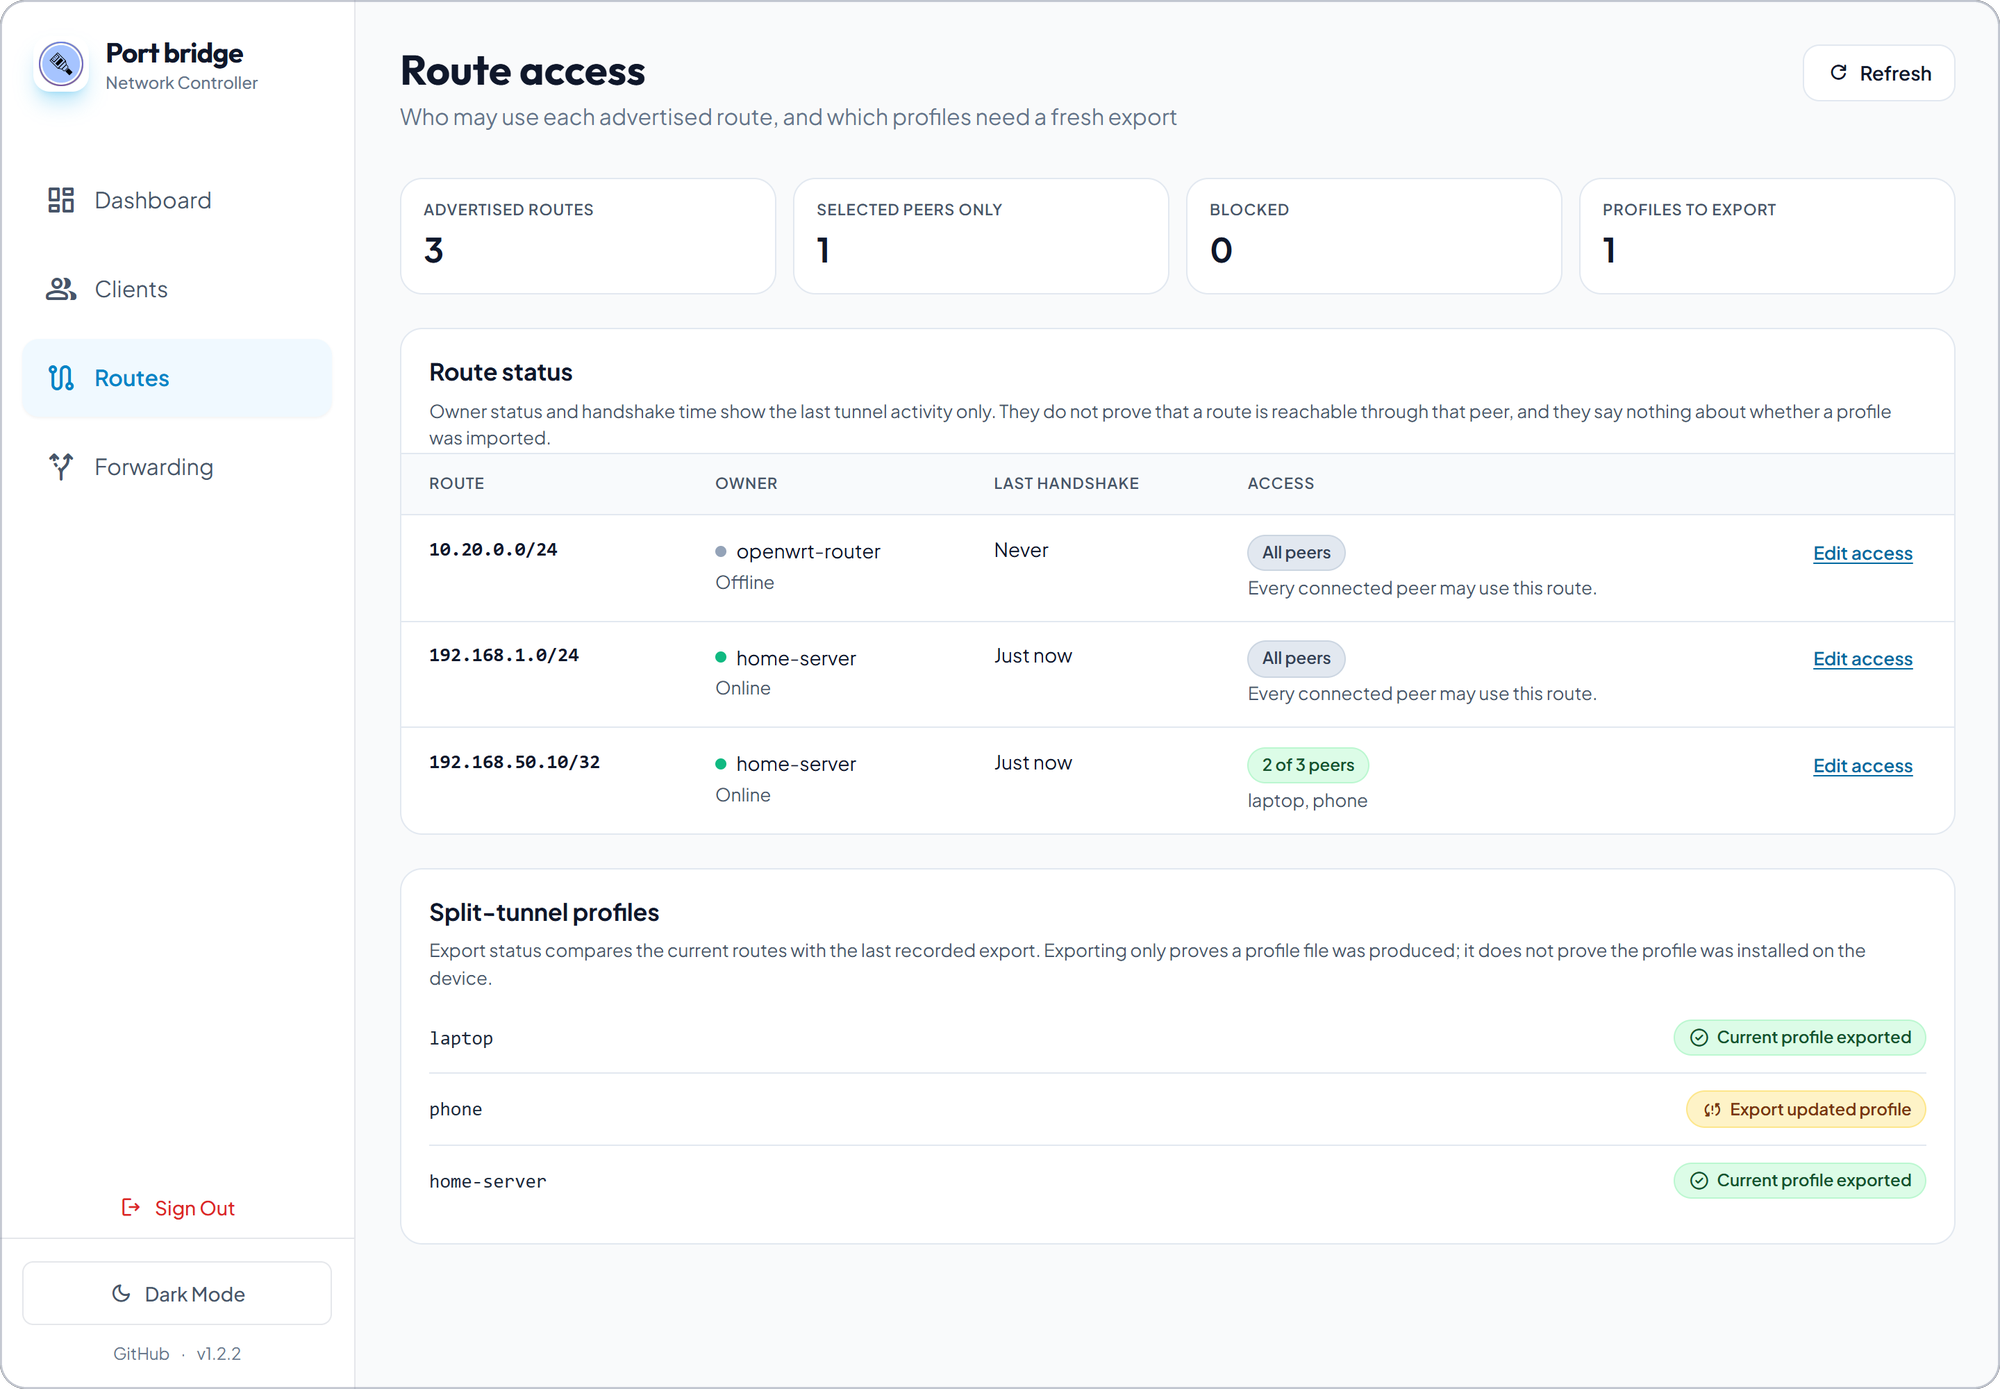 Port bridge
Network Controller
Dashboard
Clients
Routes
Forwarding
Sign Out
Dark Mode
GitHub · v1.2.2
Route access
Who may use each advertised route, and which profiles need a fresh export
Refresh
ADVERTISED ROUTES
3
SELECTED PEERS ONLY
1
BLOCKED
0
PROFILES TO EXPORT
1
Route status
Owner status and handshake time show the last tunnel activity only. They do not prove that a route is reachable through that peer, and they say nothing about whether a profile
was imported.
ROUTE OWNER LAST HANDSHAKE ACCESS
10.20.0.0/24 openwrt-router Never All peers Edit access
Offline Every connected peer may use this route.
192.168.1.0/24 home-server Just now All peers Edit access
Online Every connected peer may use this route.
192.168.50.10/32 home-server Just now 2 of 3 peers Edit access
Online laptop, phone
Split-tunnel profiles
Export status compares the current routes with the last recorded export. Exporting only proves a profile file was produced; it does not prove the profile was installed on the
device.
laptop Current profile exported
phone Export updated profile
home-server Current profile exported